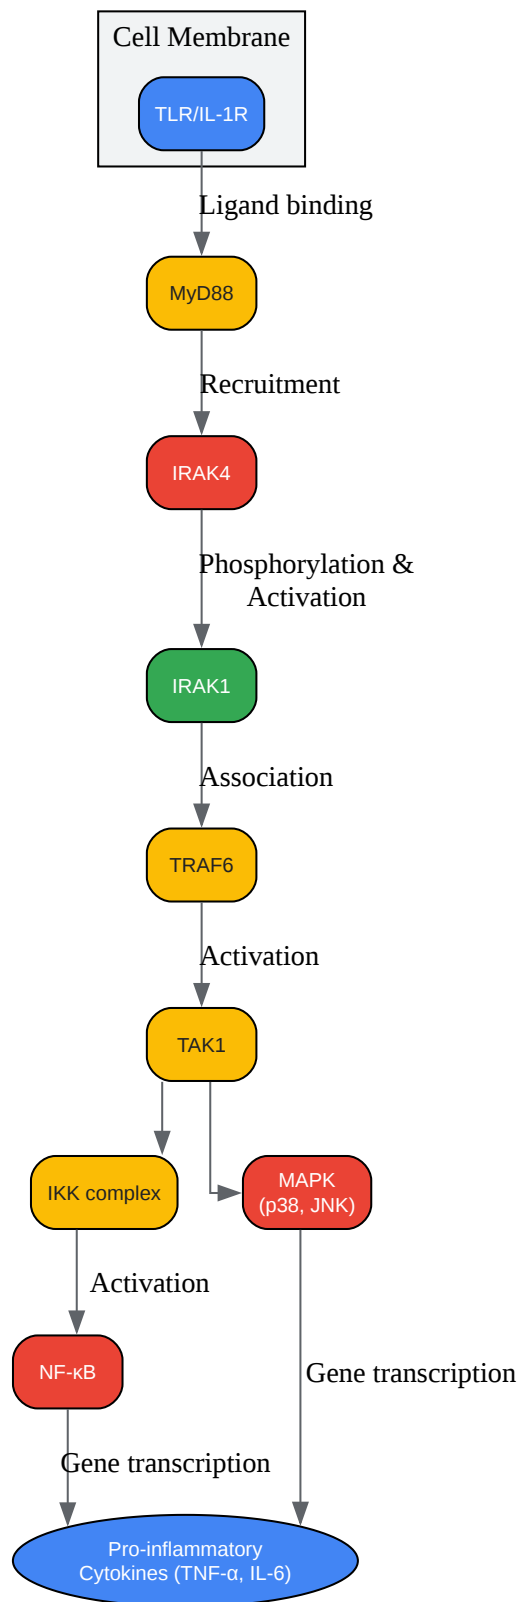 Cell Membrane
TLR/IL-1R
Ligand binding
MyD88
Recruitment
IRAK4
Phosphorylation &
Activation
IRAK1
Association
TRAF6
Activation
TAK1
IKK complex
MAPK
(p38, JNK)
Activation
NF-κB
Gene transcription
Gene transcription
Pro-inflammatory
Cytokines (TNF-α, IL-6)